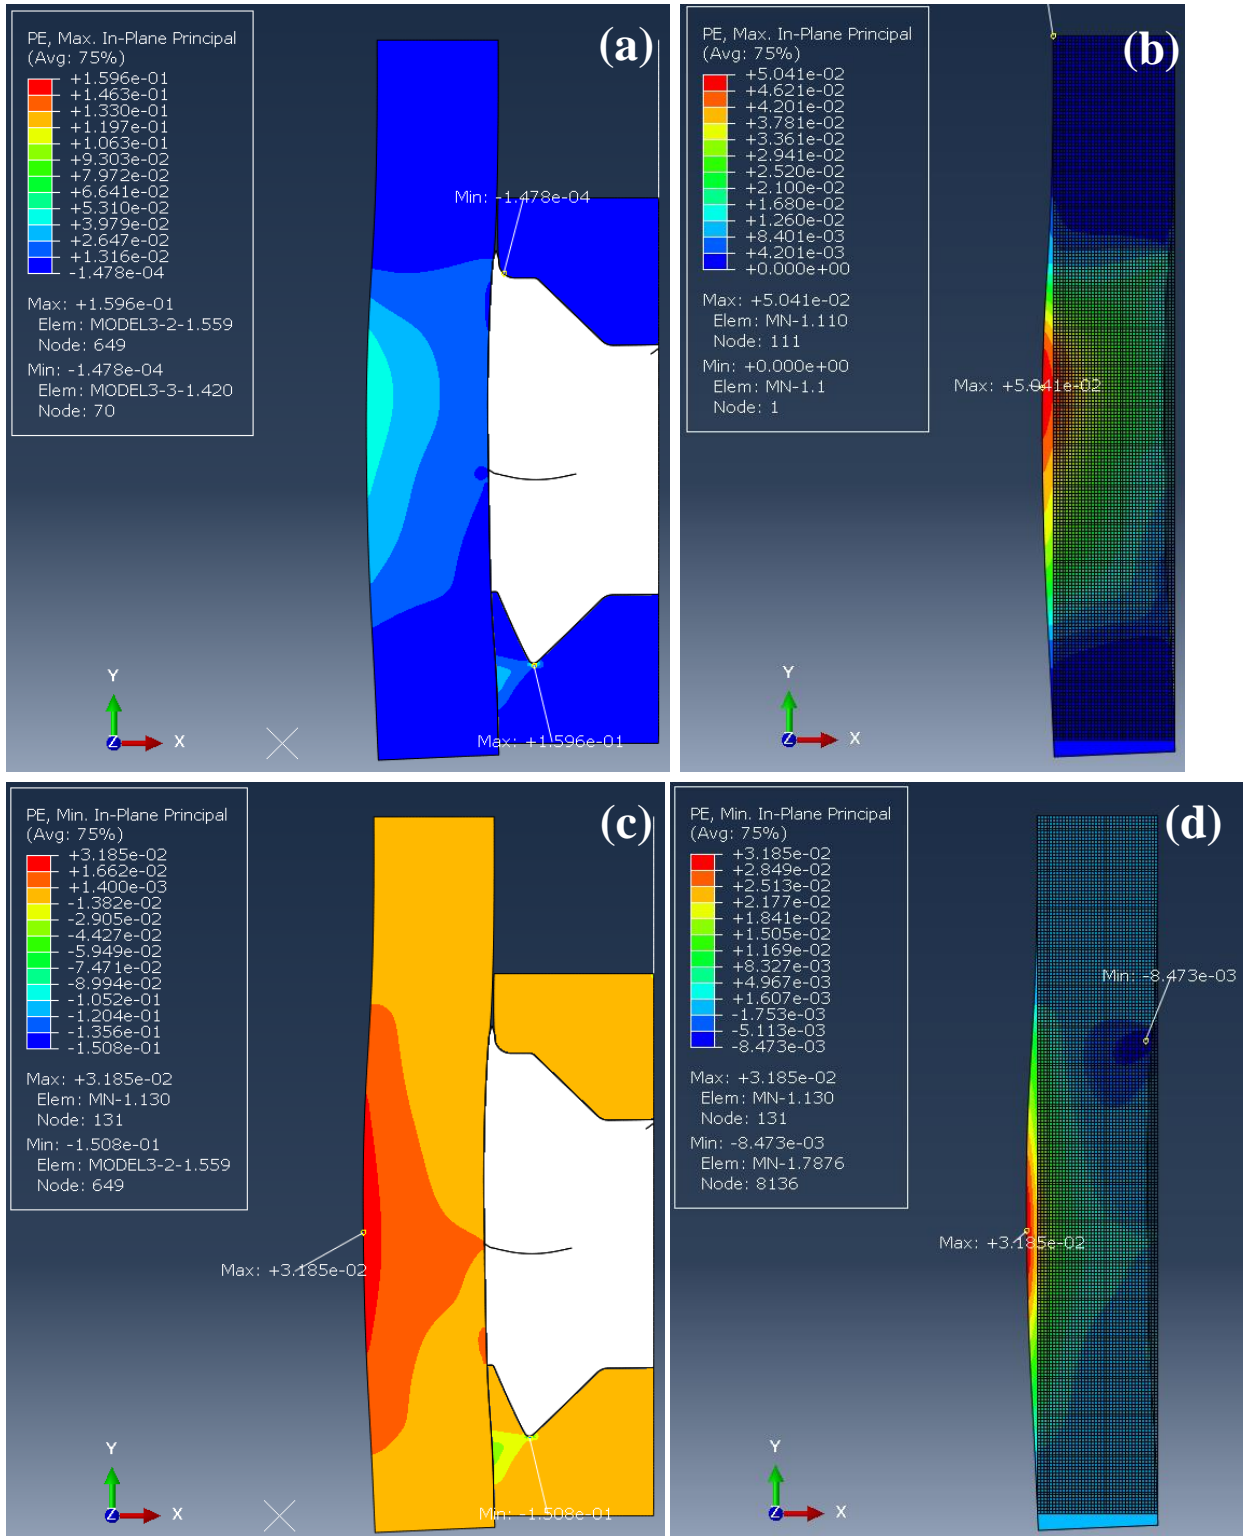 (a)
PE, Max. In-Plane Principal
(Avg: 75%)
+1.596e-01
+1.463e-01
+1.330e-01
+1.197e-01
+1.063e-01
+9.303e-02
+7.972e-02
+6.641e-02
+5.310e-02
+3.979e-02
+2.647e-02
+1.316e-02
-1.478e-04
Max: +1.596e-01
Elem: MODEL3-2-1.559
Node: 649
Min: -1.478e-04
Elem: MODEL3-3-1.420
Node: 70
Min: -1.478e-04
Max: +1.596e-01
Y
Z
X
(b)
PE, Max. In-Plane Principal
(Avg: 75%)
+5.041e-02
+4.621e-02
+4.201e-02
+3.781e-02
+3.361e-02
+2.941e-02
+2.520e-02
+2.100e-02
+1.680e-02
+1.260e-02
+8.401e-03
+4.203e-03
+0.000e+00
Max: +5.041e-02
Elem: MN-1.110
Node: 111
Min: +0.000e+00
Elem: MN-1.1
Node: 1
Max: +5.041e-02
Y
Z
X
(c)
PE, Min. In-Plane Principal
(Avg: 75%)
+3.185e-02
+1.662e-02
+1.400e-03
-1.382e-02
-2.905e-02
-4.427e-02
-5.949e-02
-7.471e-02
-8.994e-02
-1.052e-01
-1.204e-01
-1.356e-01
-1.508e-01
Max: +3.185e-02
Elem: MN-1.130
Node: 131
Min: -1.508e-01
Elem: MODEL3-2-1.559
Node: 649
Max: +3.185e-02
Min: -1.508e-01
Y
Z
X
(d)
PE, Min. In-Plane Principal
(Avg: 75%)
+3.185e-02
+2.849e-02
+2.513e-02
+2.177e-02
+1.841e-02
+1.505e-02
+1.169e-02
+8.327e-03
+4.967e-03
+1.607e-03
-1.753e-03
-5.113e-03
-8.473e-03
Max: +3.185e-02
Elem: MN-1.130
Node: 131
Min: -8.473e-03
Elem: MN-1.7876
Node: 8136
Min: -8.473e-03
Max: +3.185e-02
Y
Z
X